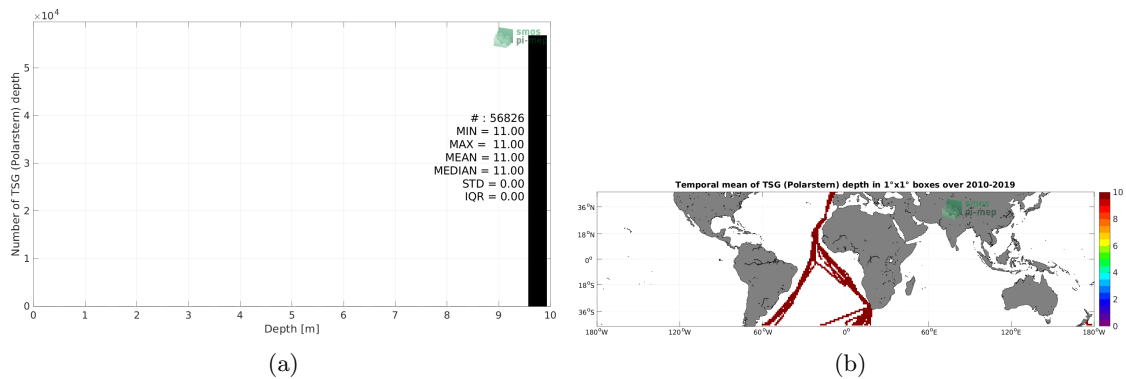 ×10⁴
smos
pi-mep
5
4
3
2
1
0
Number of TSG (Polarstern) depth
# : 56826
MIN = 11.00
MAX = 11.00
MEAN = 11.00
MEDIAN = 11.00
STD = 0.00
IQR = 0.00
0 1 2 3 4 5 6 7 8 9 10
Depth [m]
(a)
Temporal mean of TSG (Polarstern) depth in 1°x1° boxes over 2010-2019
smos
pi-mep
36°N
18°N
0°
18°S
36°S
180°W 120°W 60°W 0° 60°E 120°E 180°W
10
8
6
4
2
0
(b)